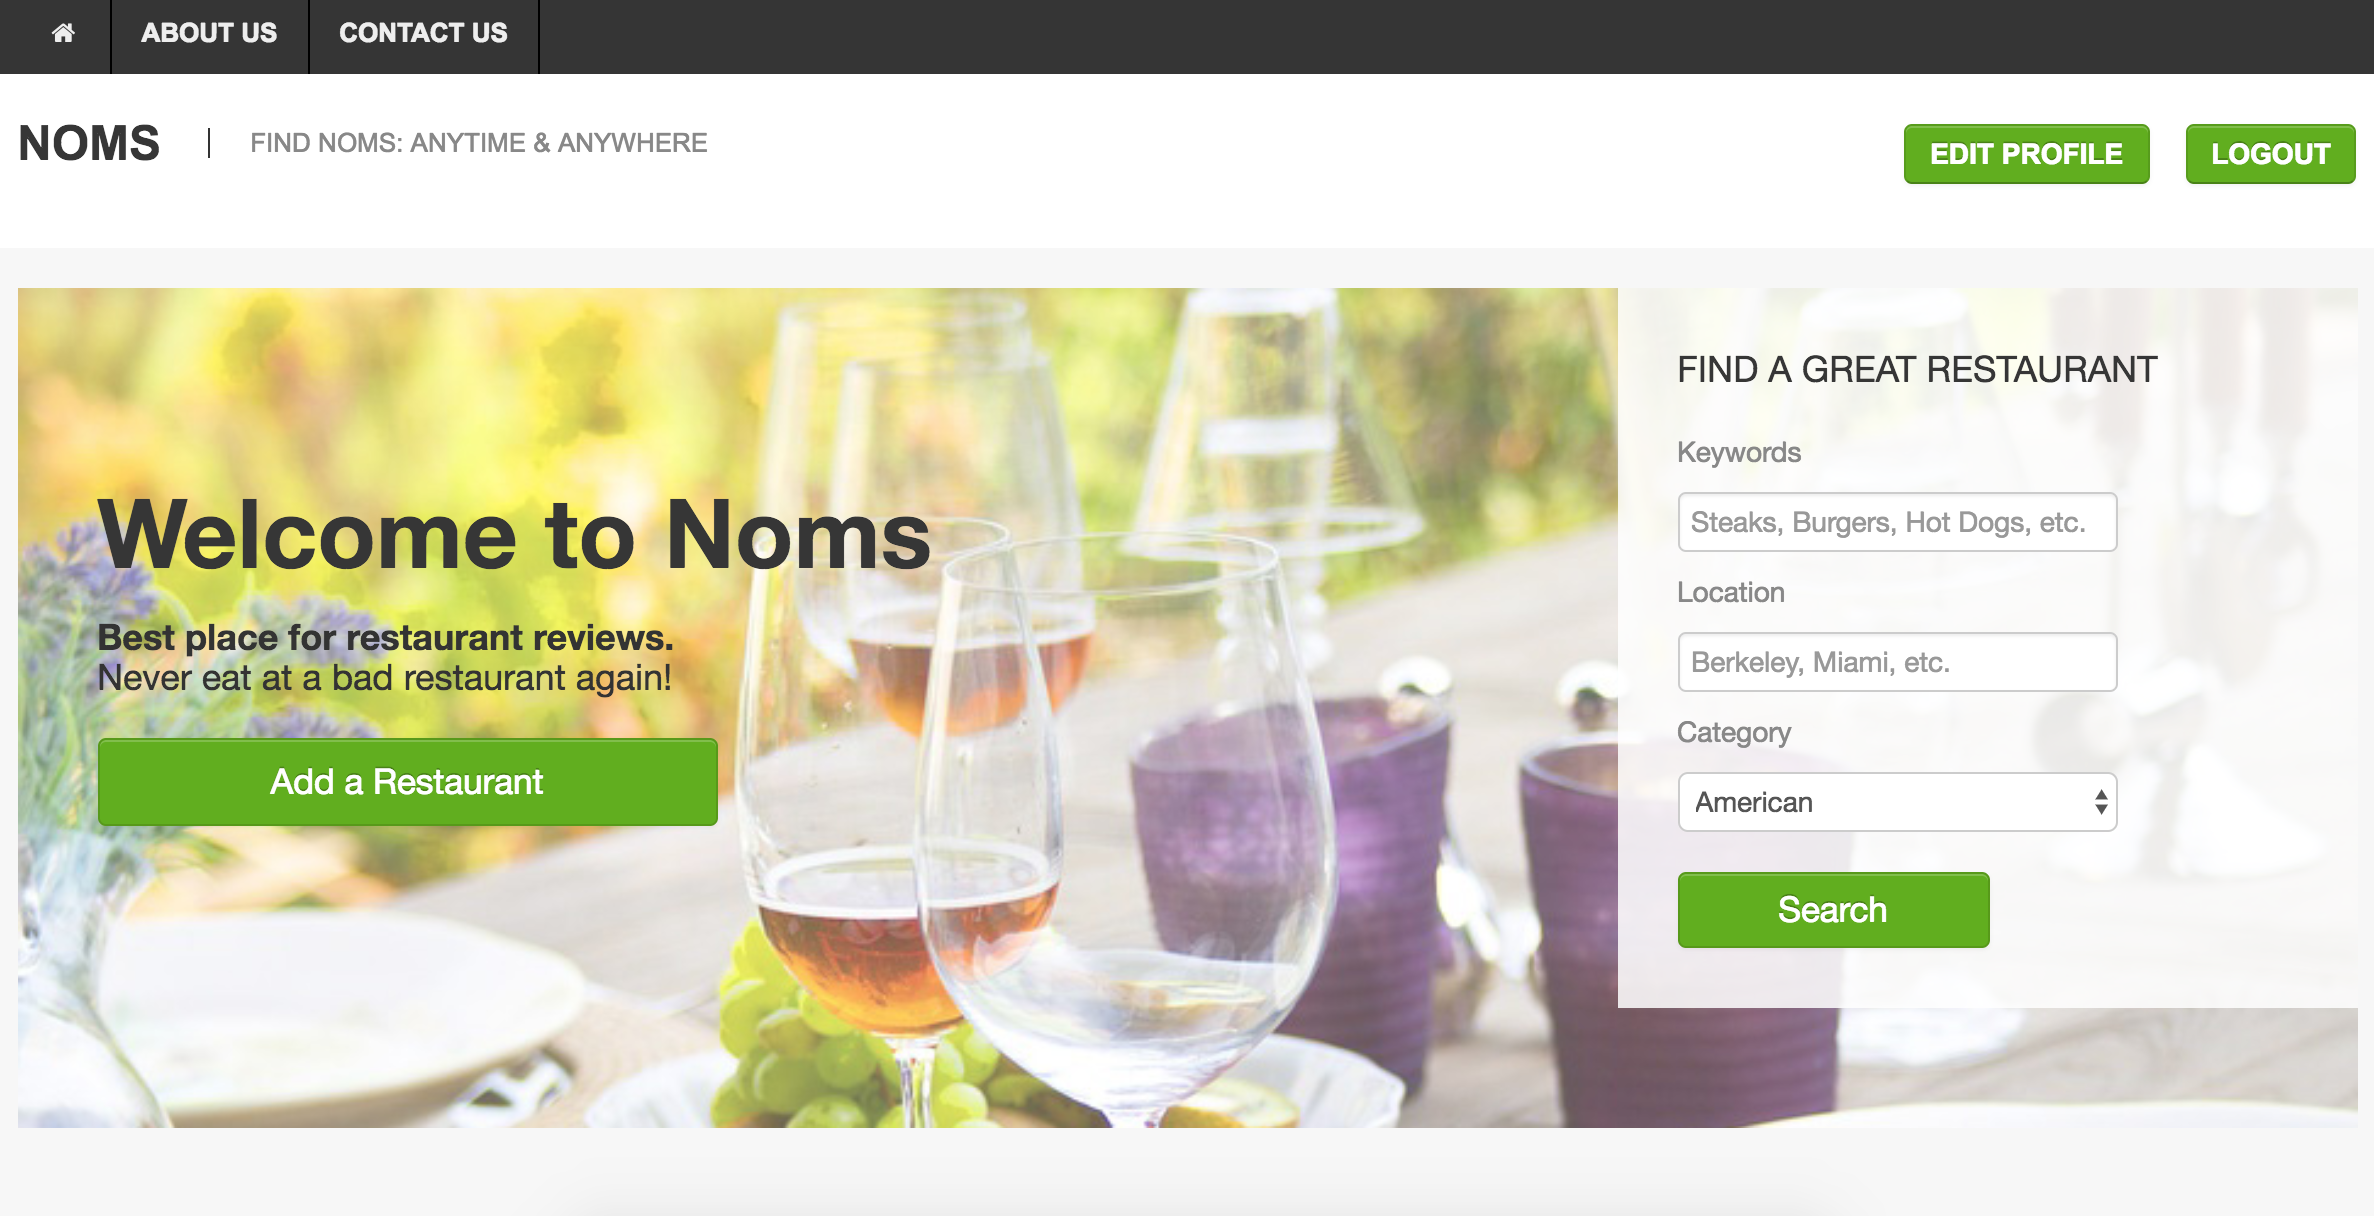 ABOUT US
CONTACT US
NOMS
FIND NOMS: ANYTIME & ANYWHERE
EDIT PROFILE
LOGOUT
Welcome to Noms
Best place for restaurant reviews.
Never eat at a bad restaurant again!
Add a Restaurant
FIND A GREAT RESTAURANT
Keywords
Steaks, Burgers, Hot Dogs, etc.
Location
Berkeley, Miami, etc.
Category
American
Search